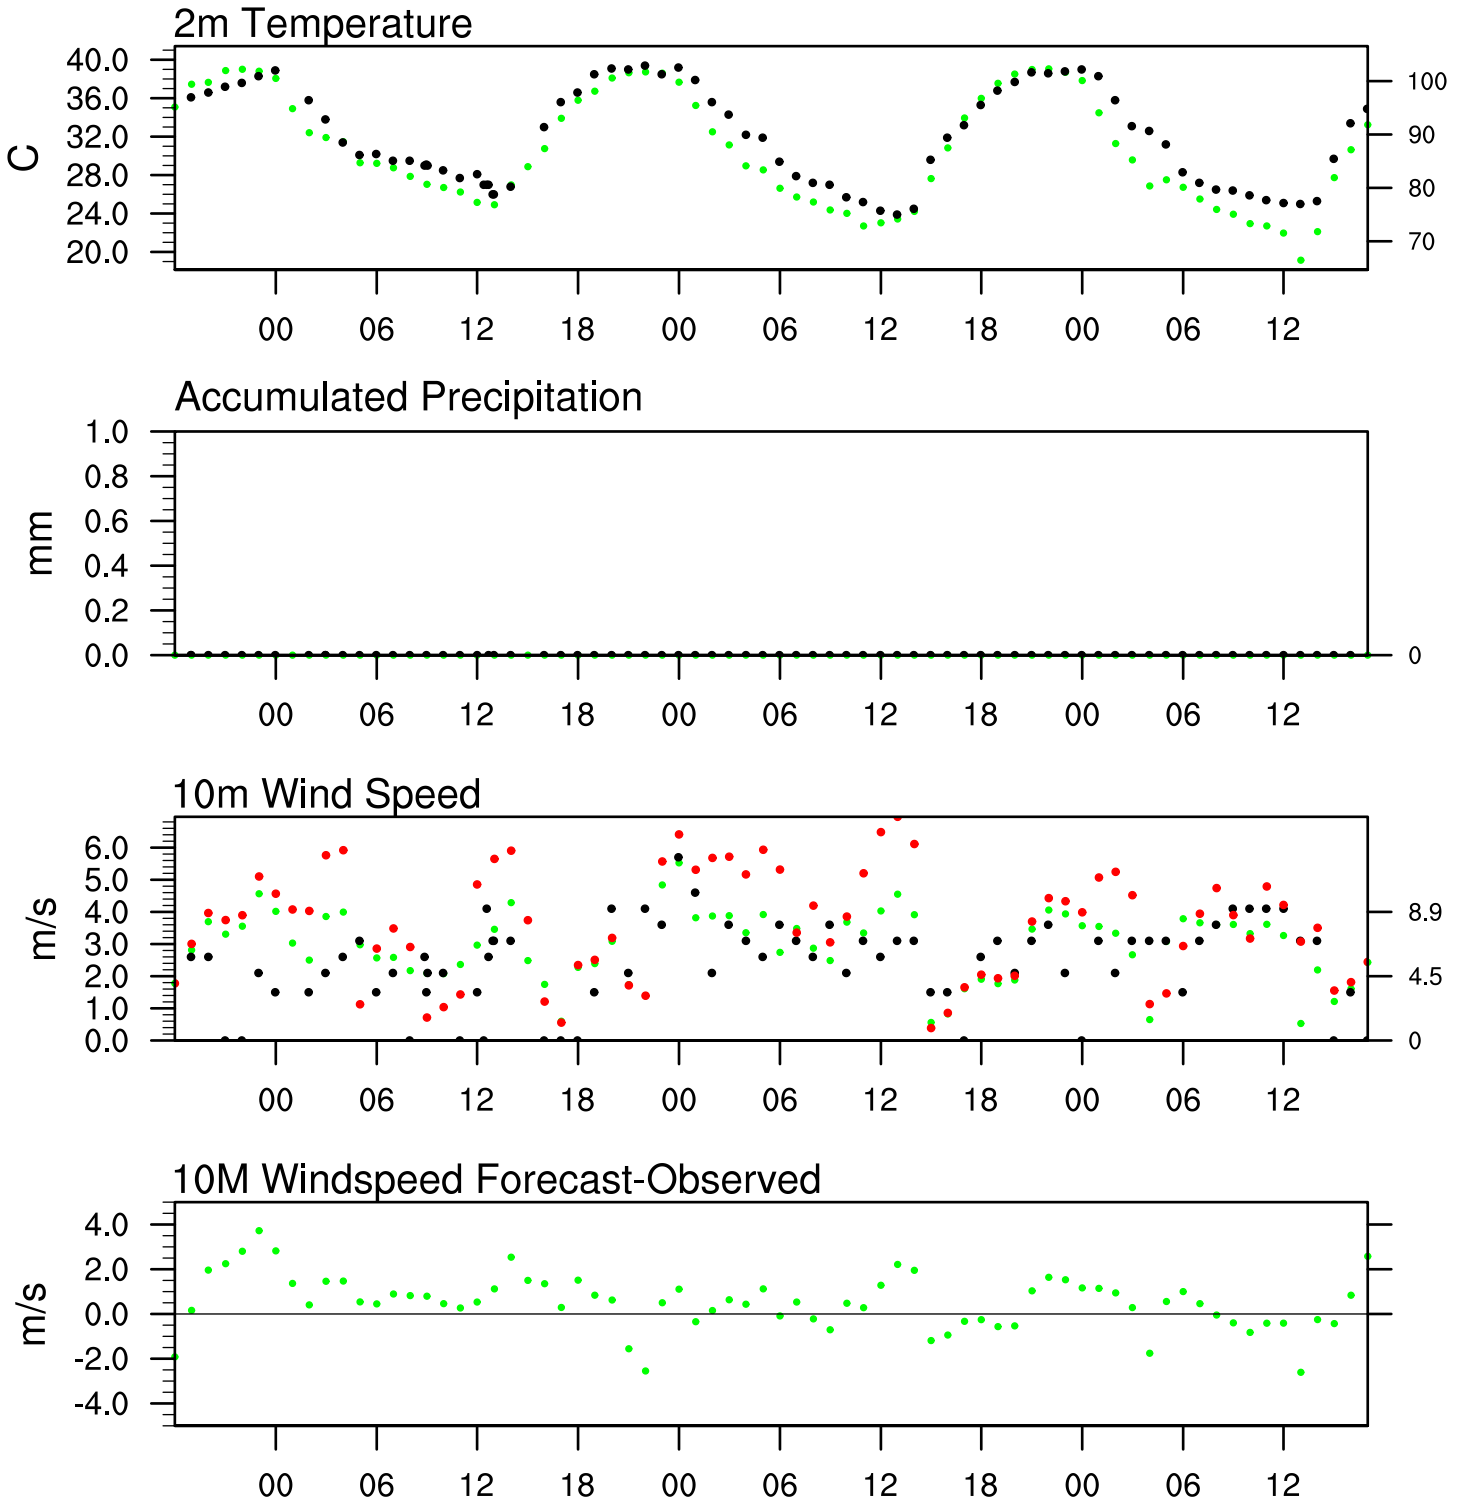 2m Temperature
40.0
36.0
32.0
28.0
24.0
20.0
C
100
90
80
70
00 06 12 18 00 06 12 18 00 06 12
Accumulated Precipitation
1.0
0.8
0.6
0.4
0.2
0.0
mm
0
00 06 12 18 00 06 12 18 00 06 12
10m Wind Speed
6.0
5.0
4.0
3.0
2.0
1.0
0.0
m/s
8.9
4.5
0
00 06 12 18 00 06 12 18 00 06 12
10M Windspeed Forecast-Observed
4.0
2.0
0.0
-2.0
-4.0
m/s
00 06 12 18 00 06 12 18 00 06 12